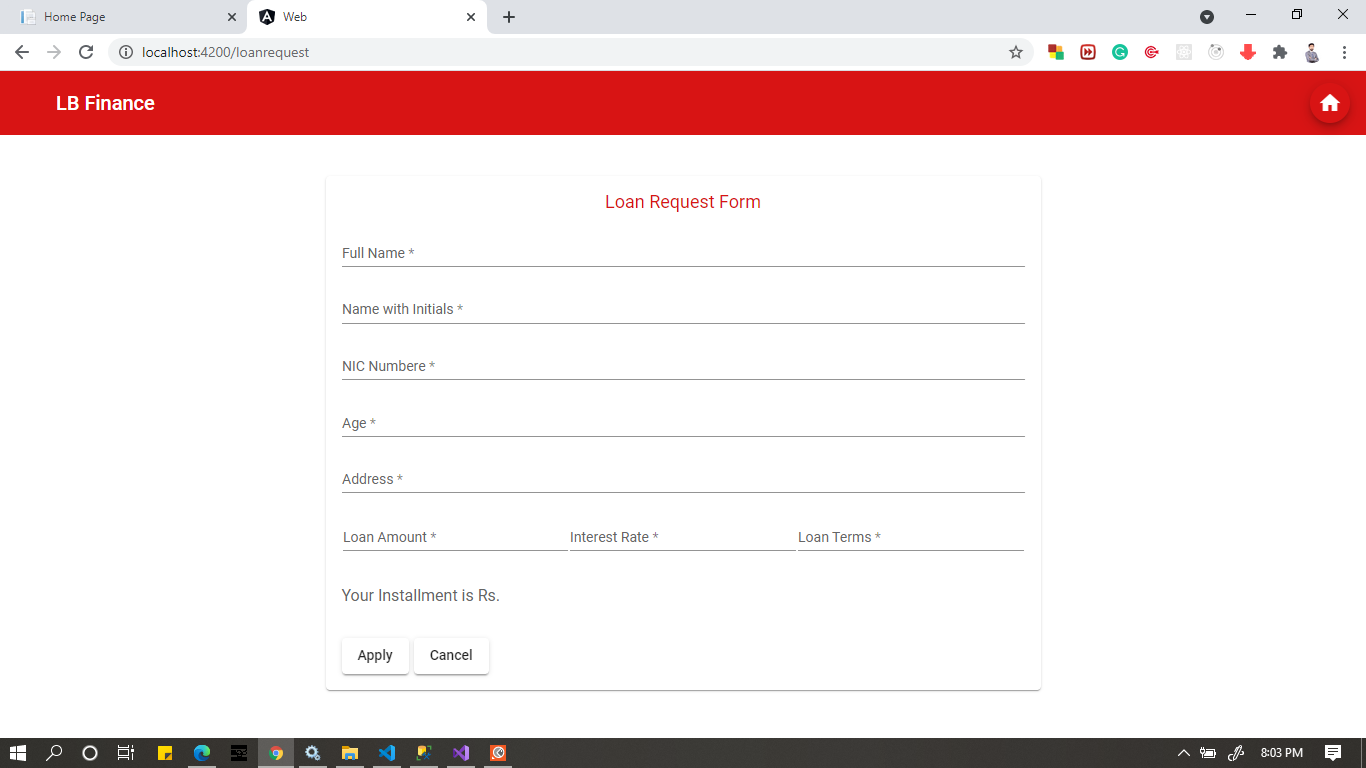 Home Page
Web
localhost:4200/loanrequest
LB Finance
Loan Request Form
Full Name *
Name with Initials *
NIC Numbere *
Age *
Address *
Loan Amount * Interest Rate * Loan Terms *
Your Installment is Rs.
Apply Cancel
8:03 PM